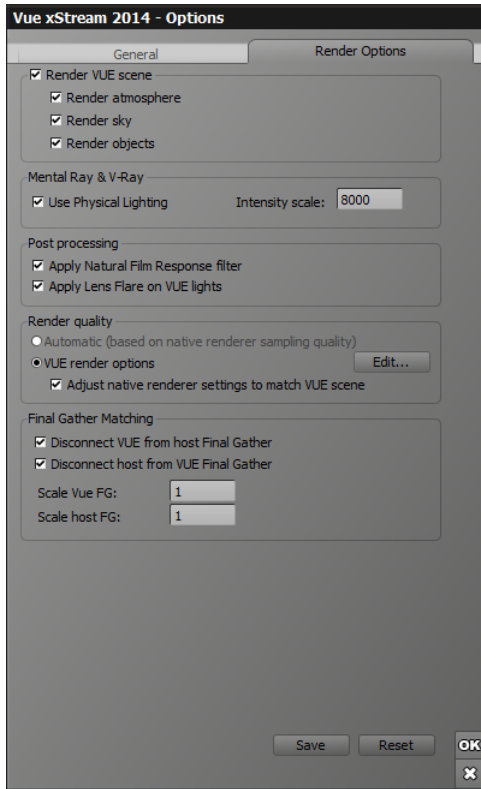 Vue xStream 2014 - Options
General
Render Options
Render VUE scene
Render atmosphere
Render sky
Render objects
Mental Ray & V-Ray
Use Physical Lighting
Intensity scale: 8000
Post processing
Apply Natural Film Response filter
Apply Lens Flare on VUE lights
Render quality
Automatic (based on native renderer sampling quality)
VUE render options
Edit...
Adjust native renderer settings to match VUE scene
Final Gather Matching
Disconnect VUE from host Final Gather
Disconnect host from VUE Final Gather
Scale Vue FG: 1
Scale host FG: 1
Save
Reset
OK